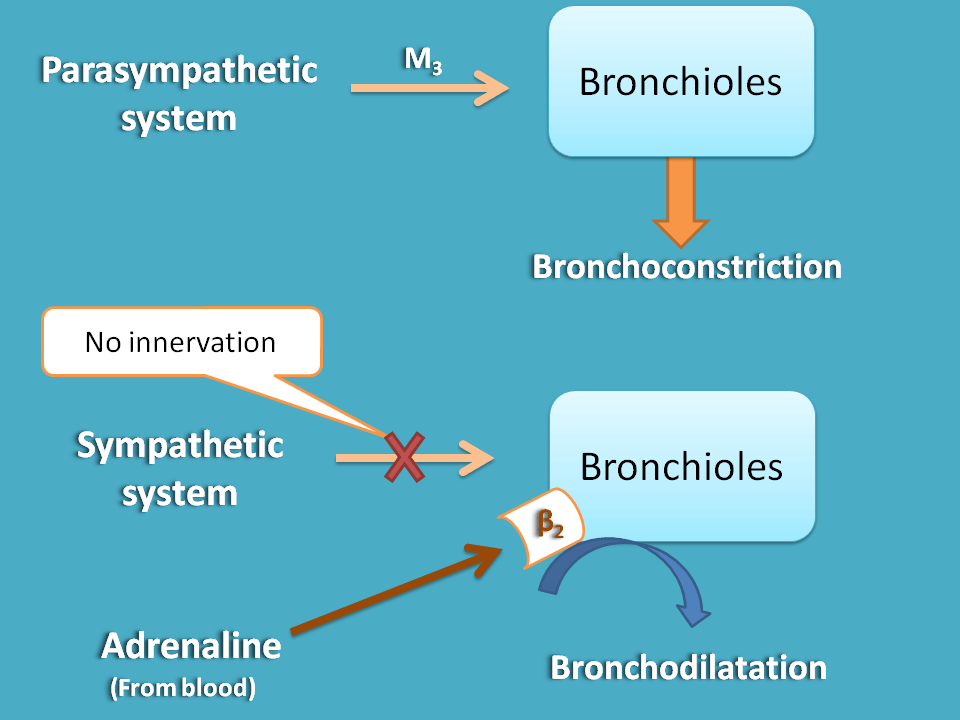 Parasympathetic
system
M₃
Bronchioles
Bronchoconstriction
No innervation
Sympathetic
system
Bronchioles
β₂
Adrenaline
(From blood)
Bronchodilatation